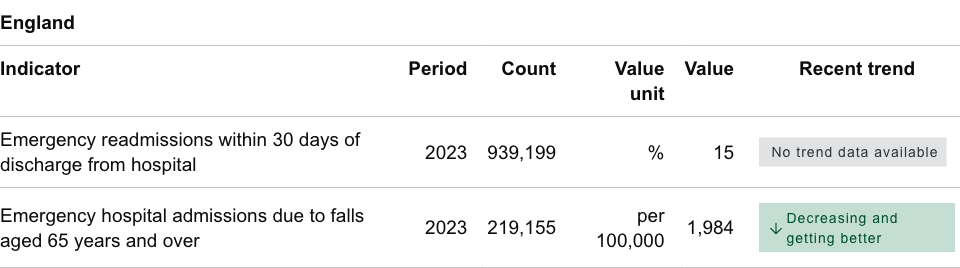 England
Indicator Period Count Value unit Value Recent trend
Emergency readmissions within 30 days of
discharge from hospital 2023 939,199 % 15 No trend data available
Emergency hospital admissions due to falls
aged 65 years and over 2023 219,155 per 100,000 1,984 ↓ Decreasing and getting better